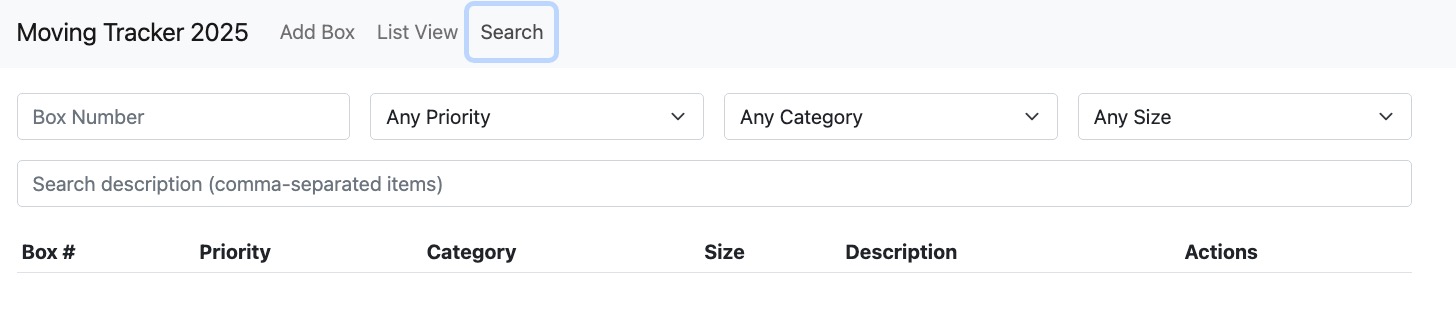 Moving Tracker 2025 Add Box List View Search
Box Number Any Priority Any Category Any Size
Search description (comma-separated items)
Box # Priority Category Size Description Actions